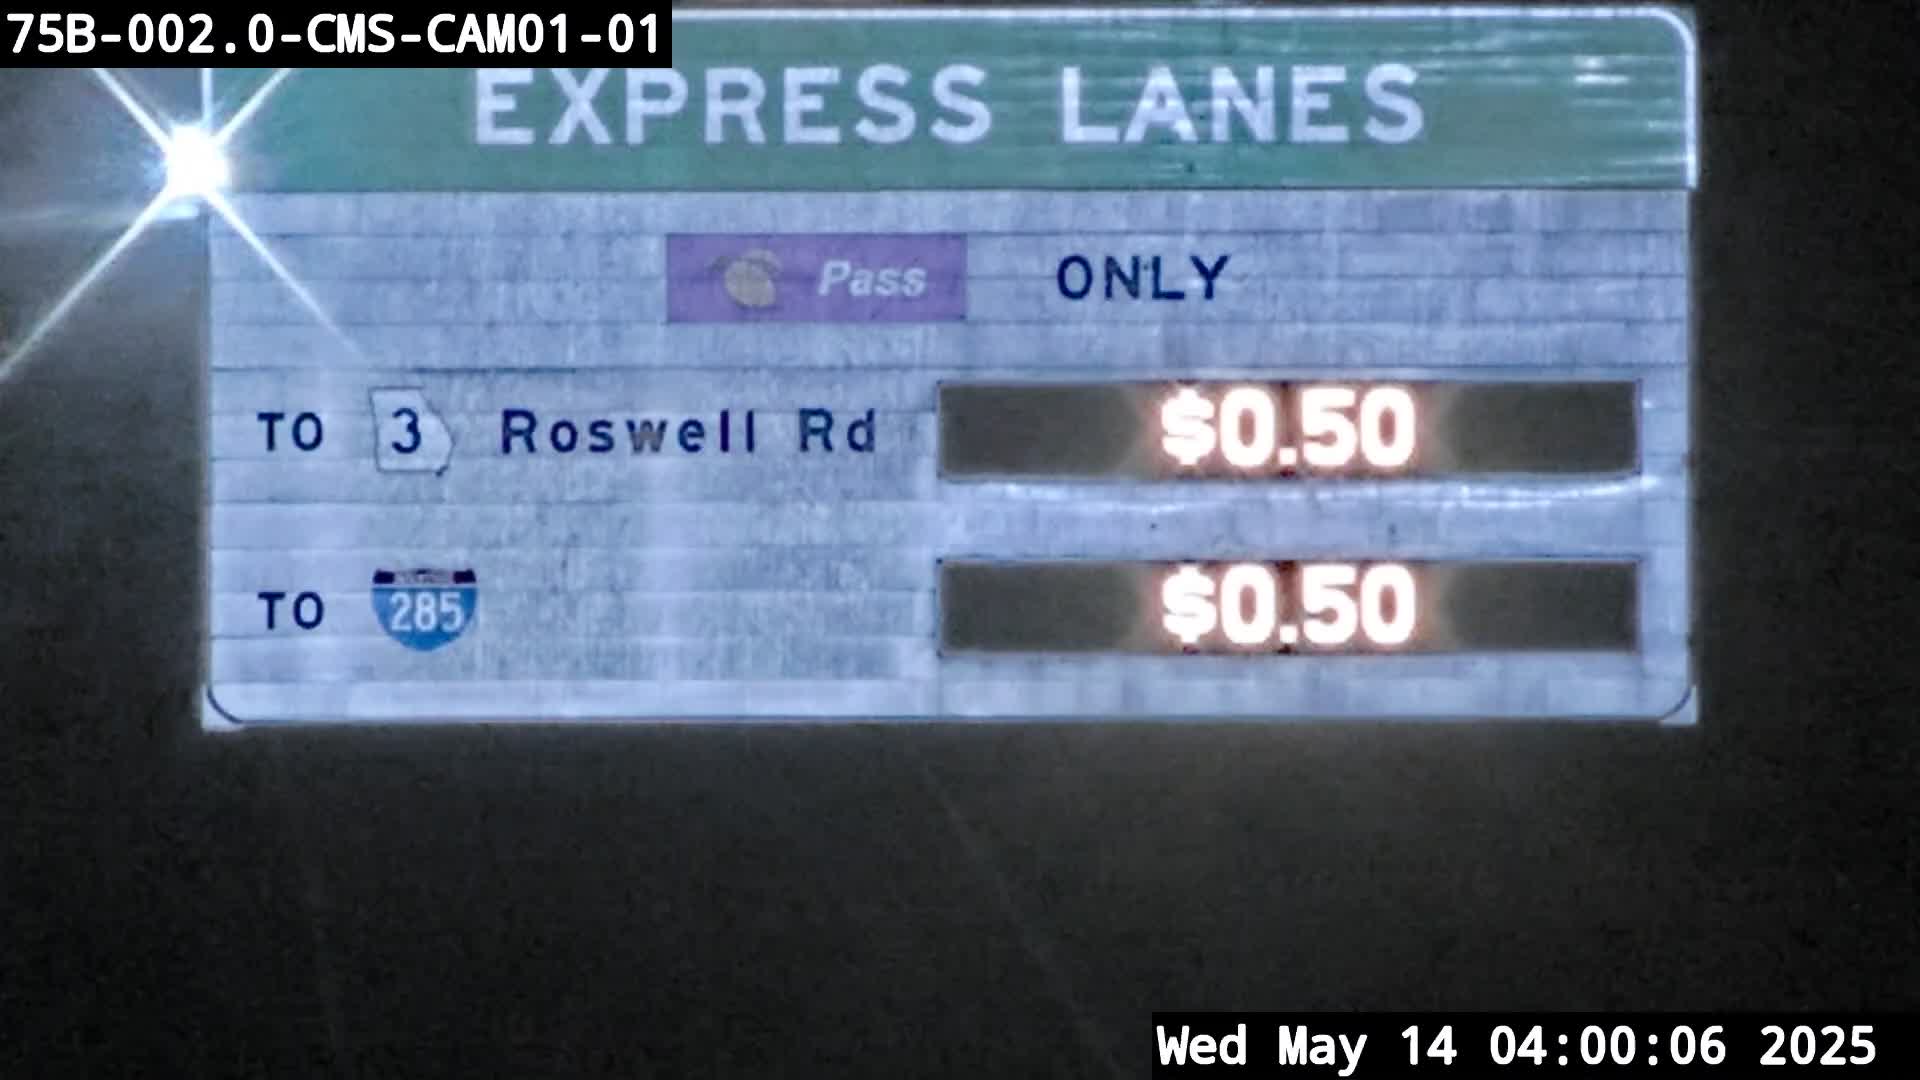 75B-002.0-CMS-CAM01-01
EXPRESS LANES
Pass ONLY
TO 3 Roswell Rd $0.50
TO 285 $0.50
Wed May 14 04:00:06 2025